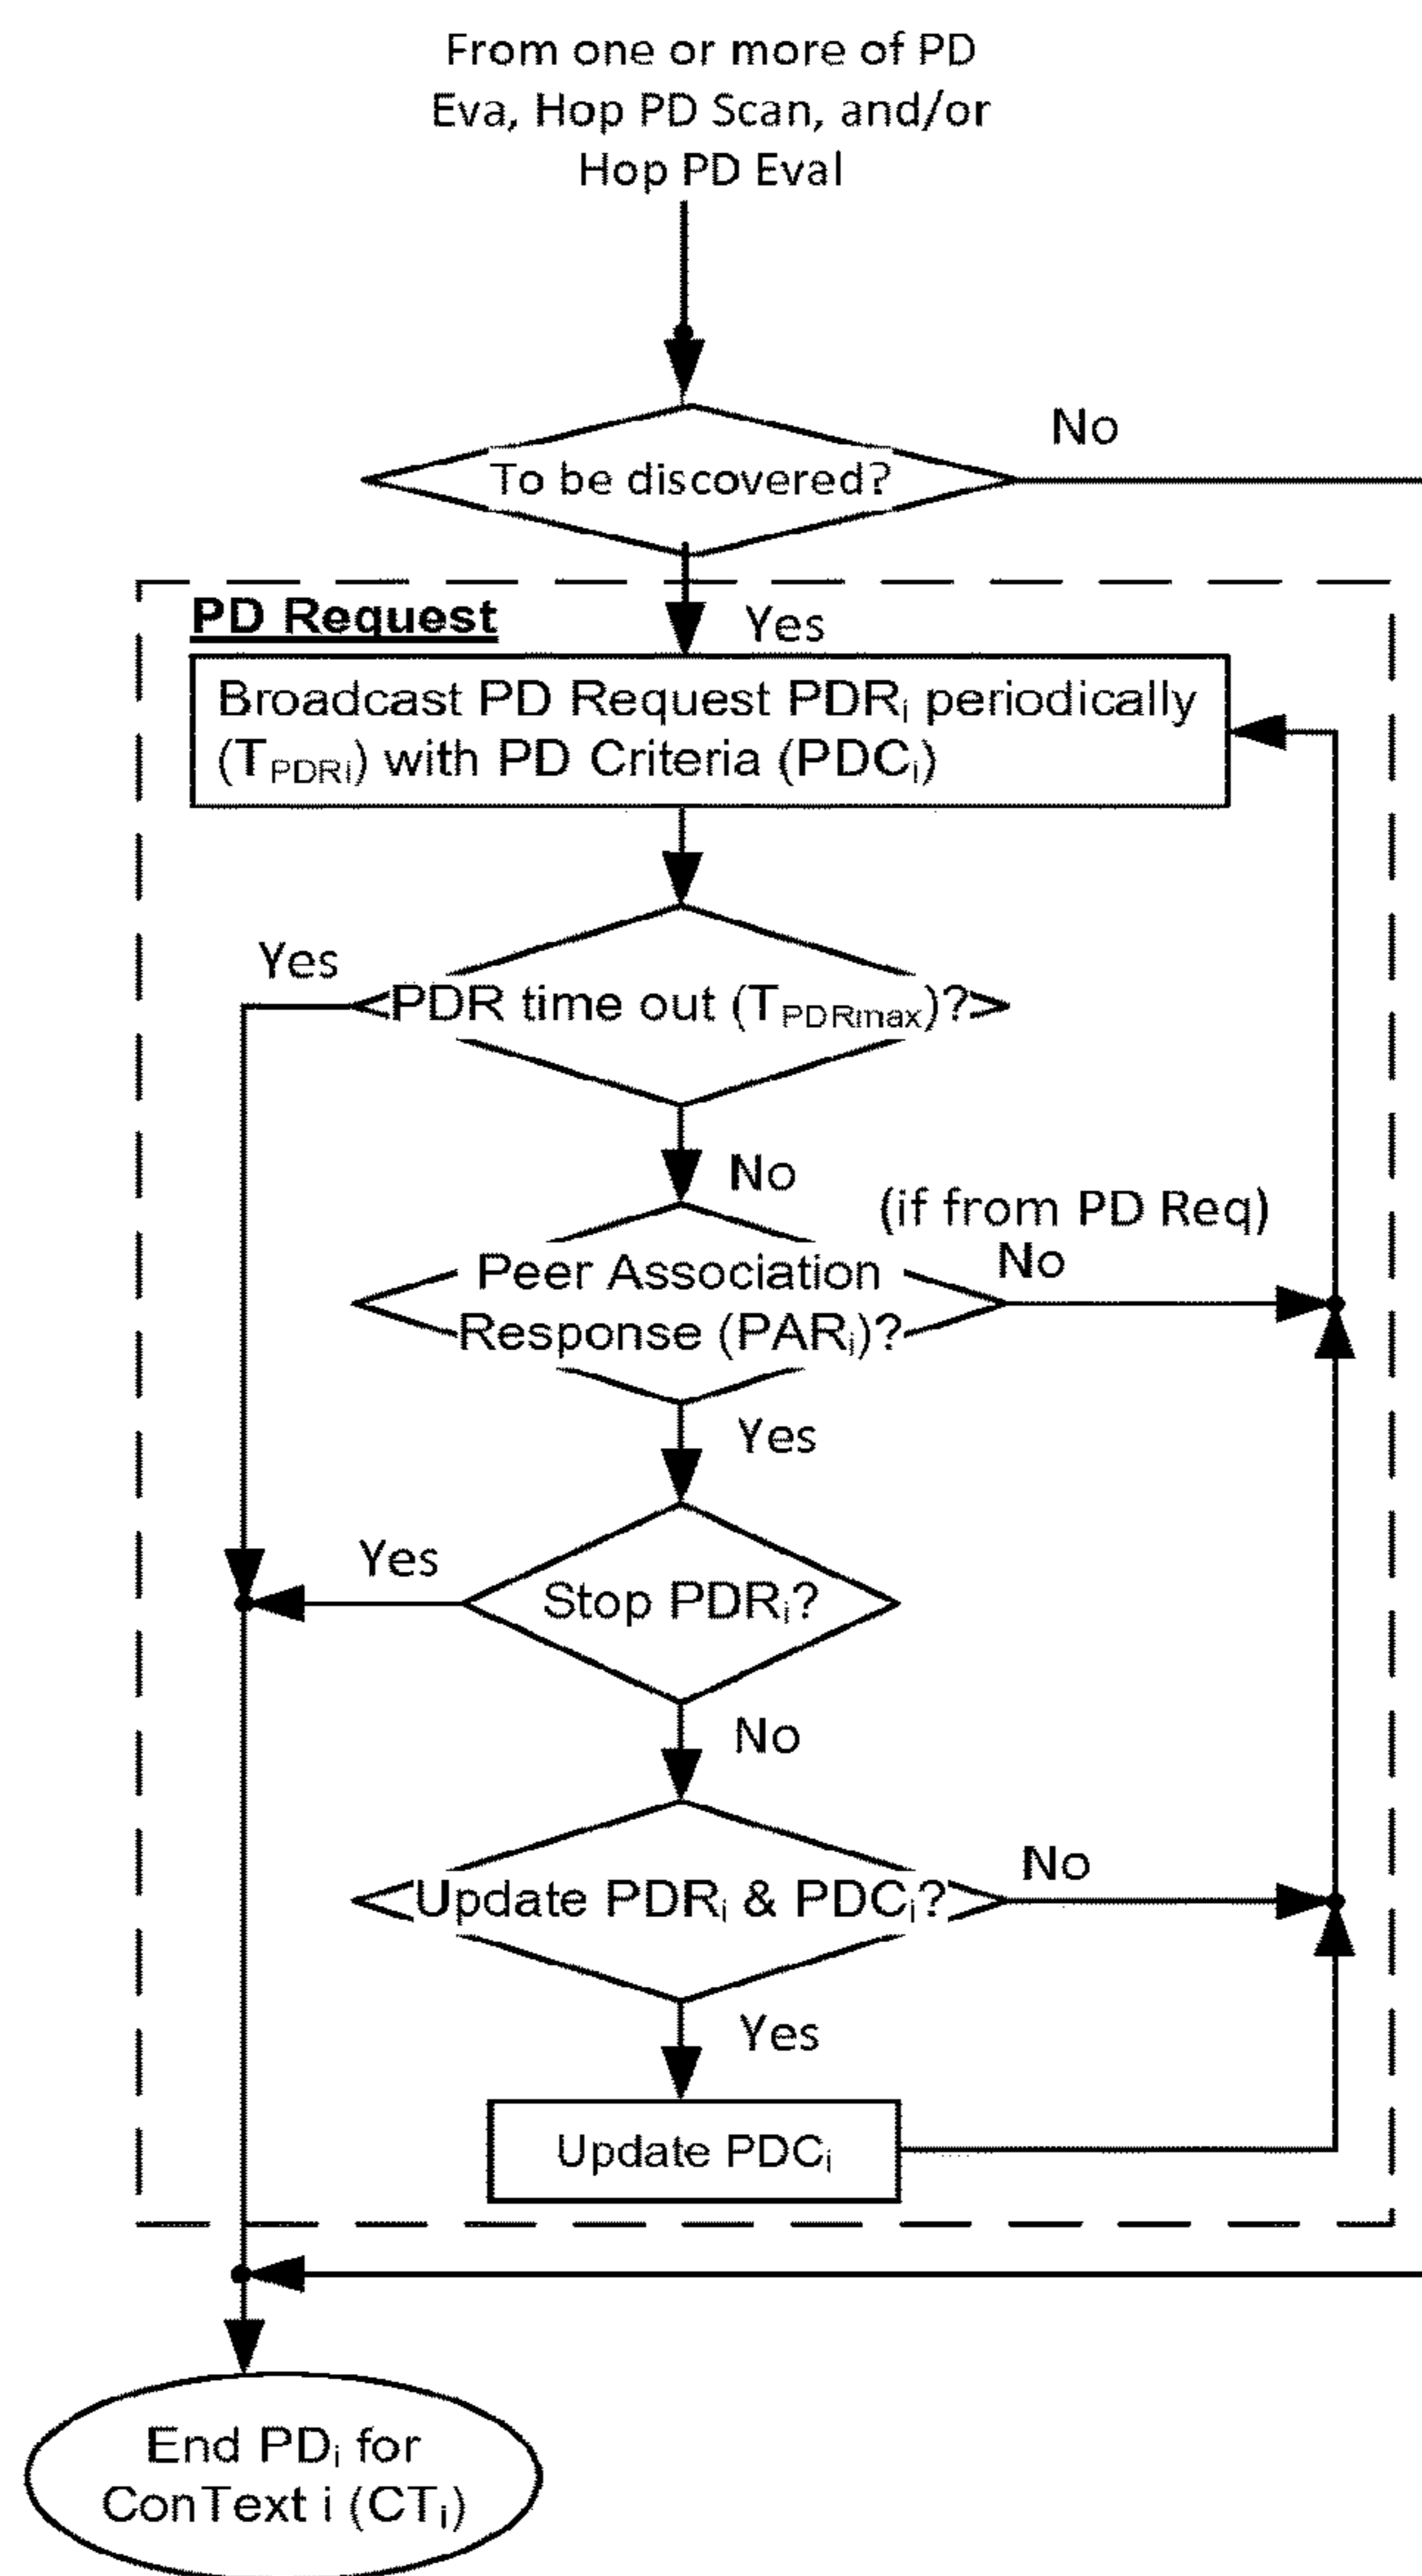 From one or more of PD
Eva, Hop PD Scan, and/or
Hop PD Eval
No
To be discovered?
PD Request
Yes
Broadcast PD Request PDRi periodically
(TPDRi) with PD Criteria (PDCi)
Yes
PDR time out (TPDRmax)?
No
(if from PD Req)
No
Peer Association
Response (PARi)?
Yes
Yes
Stop PDRi?
No
No
Update PDRi & PDCi?
Yes
Update PDCi
End PDi for
ConText i (CTi)